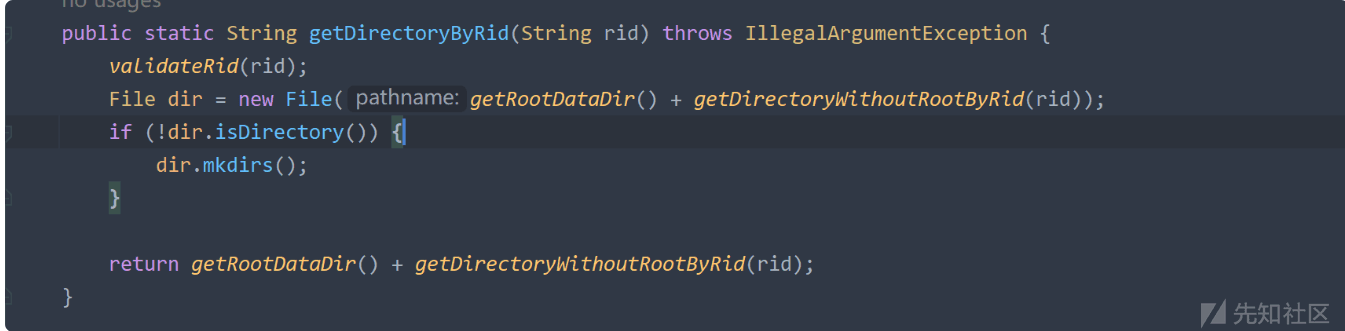 no usages
public static String getDirectoryByRid(String rid) throws IllegalArgumentException {
    validateRid(rid);
    File dir = new File( pathname: getRootDataDir() + getDirectoryWithoutRootByRid(rid));
    if (!dir.isDirectory()) {
        dir.mkdirs();
    }

    return getRootDataDir() + getDirectoryWithoutRootByRid(rid);
}
先知社区